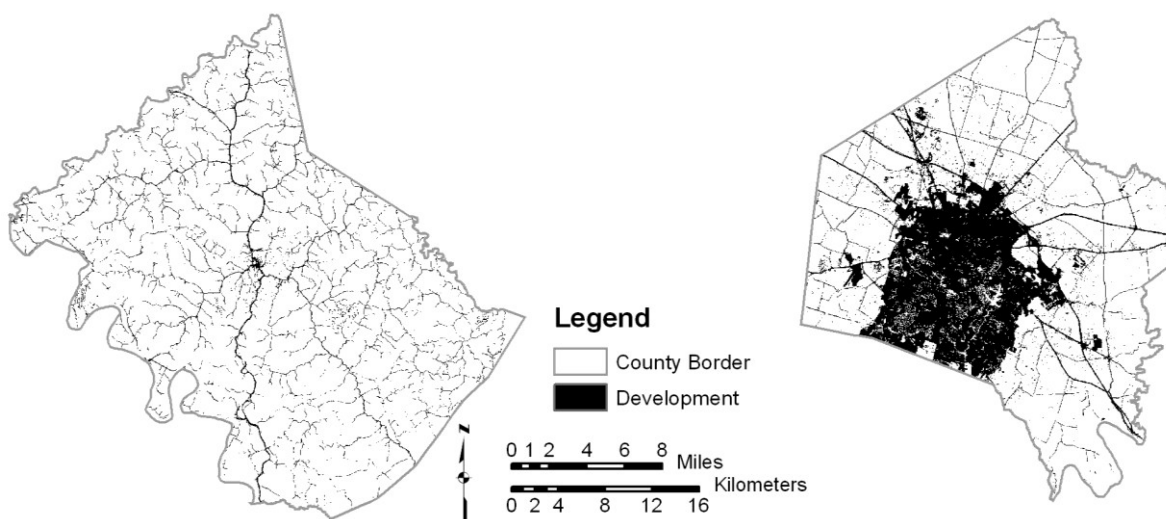 Legend
County Border
Development
N
0 1 2 4 6 8 Miles
Kilometers
0 2 4 8 12 16